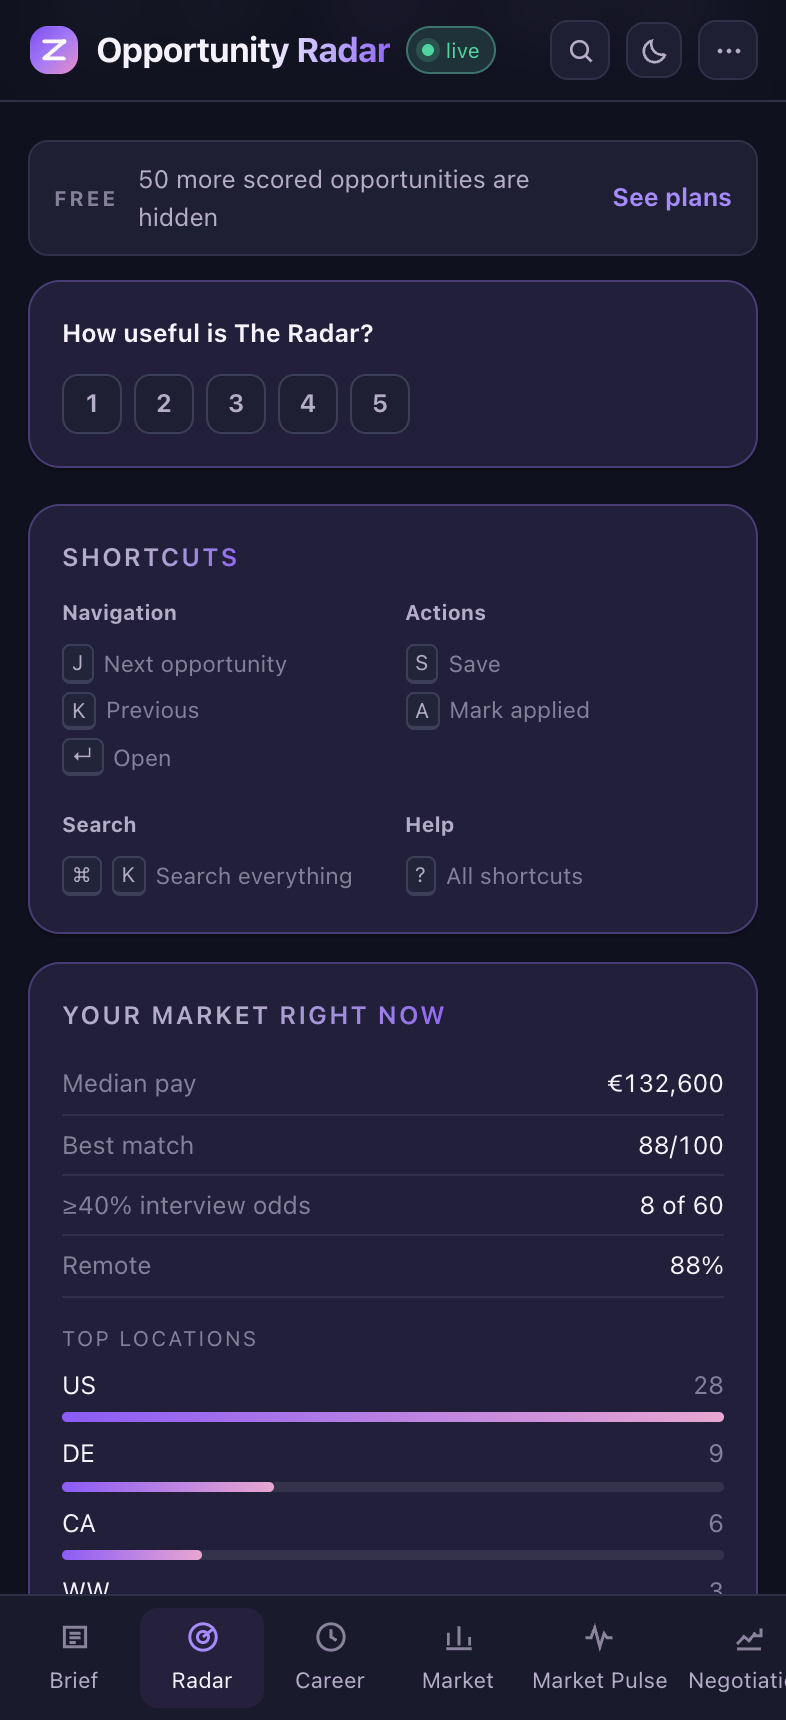 Opportunity Radar live
FREE 50 more scored opportunities are hidden See plans
How useful is The Radar?
1 2 3 4 5
SHORTCUTS
Navigation
J Next opportunity
K Previous
↵ Open
Actions
S Save
A Mark applied
Search
⌘ K Search everything
Help
? All shortcuts
YOUR MARKET RIGHT NOW
Median pay €132,600
Best match 88/100
≥40% interview odds 8 of 60
Remote 88%
TOP LOCATIONS
US 28
DE 9
CA 6
WW 3
Brief Radar Career Market Market Pulse Negotiati